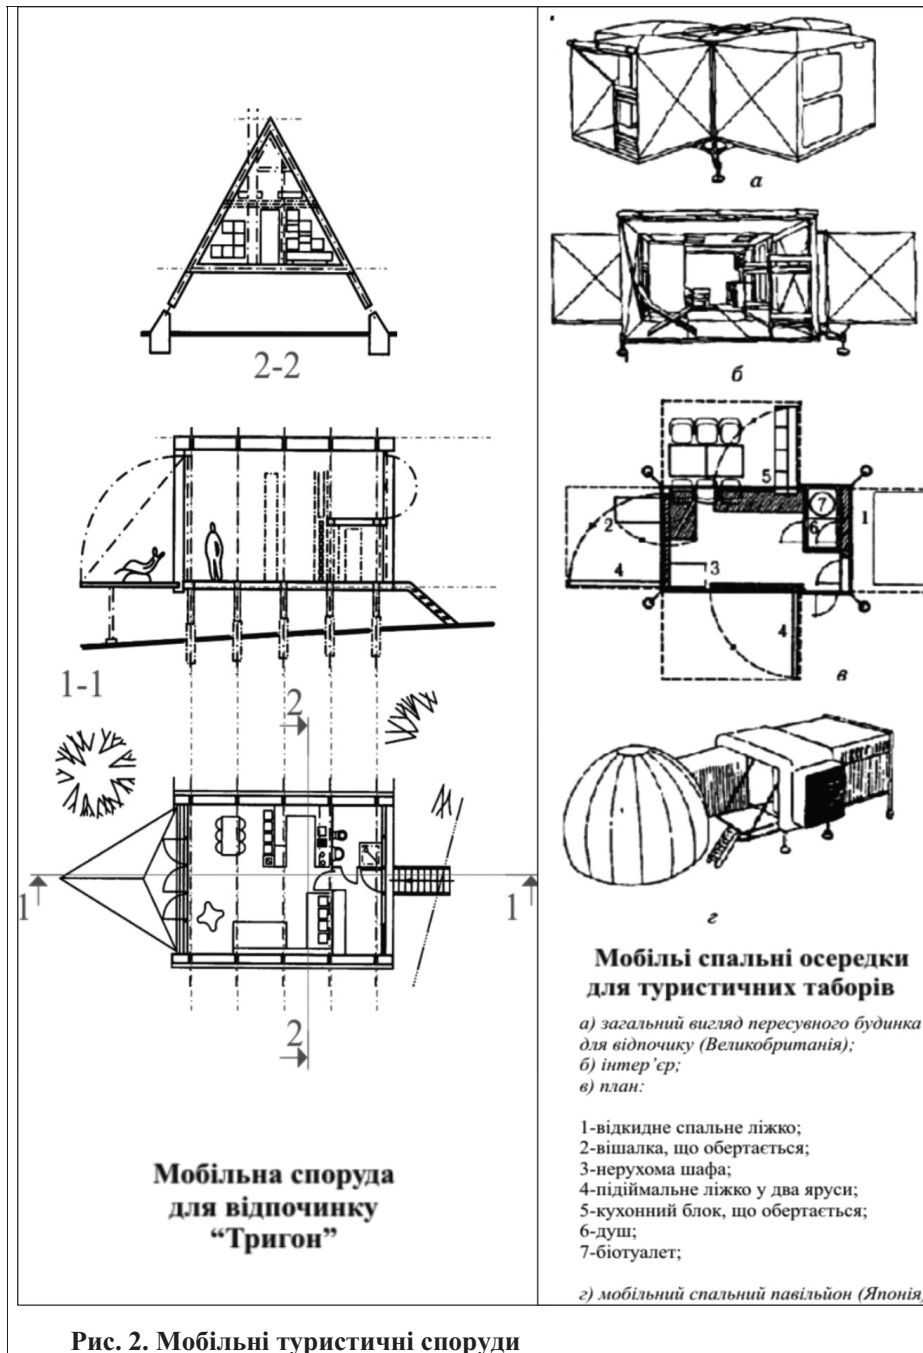 2-2
1-1
2
1
1
2
Мобільна споруда
для відпочинку
“Тригон”
а
б
5
7
6
1
2
3
4
4
в
г
Мобільі спальні осередки
для туристичних таборів
а) загальний вигляд пересувного будинка
для відпочику (Великобританія);
б) інтер’єр;
в) план:
1-відкидне спальне ліжко;
2-вішалка, що обертається;
3-нерухома шафа;
4-підіймальне ліжко у два яруси;
5-кухонний блок, що обертається;
6-душ;
7-біотуалет;
г) мобільний спальний павільйон (Японія)
Рис. 2. Мобільні туристичні споруди